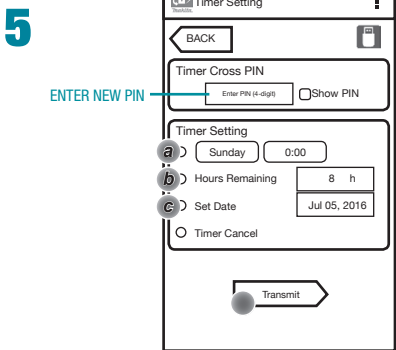 5
Timer Setting
BACK
Timer Cross PIN
ENTER NEW PIN
Enter PIN (4-digit) Show PIN
Timer Setting
a Sunday 0:00
b Hours Remaining 8 h
c Set Date Jul 05, 2016
Timer Cancel
Transmit